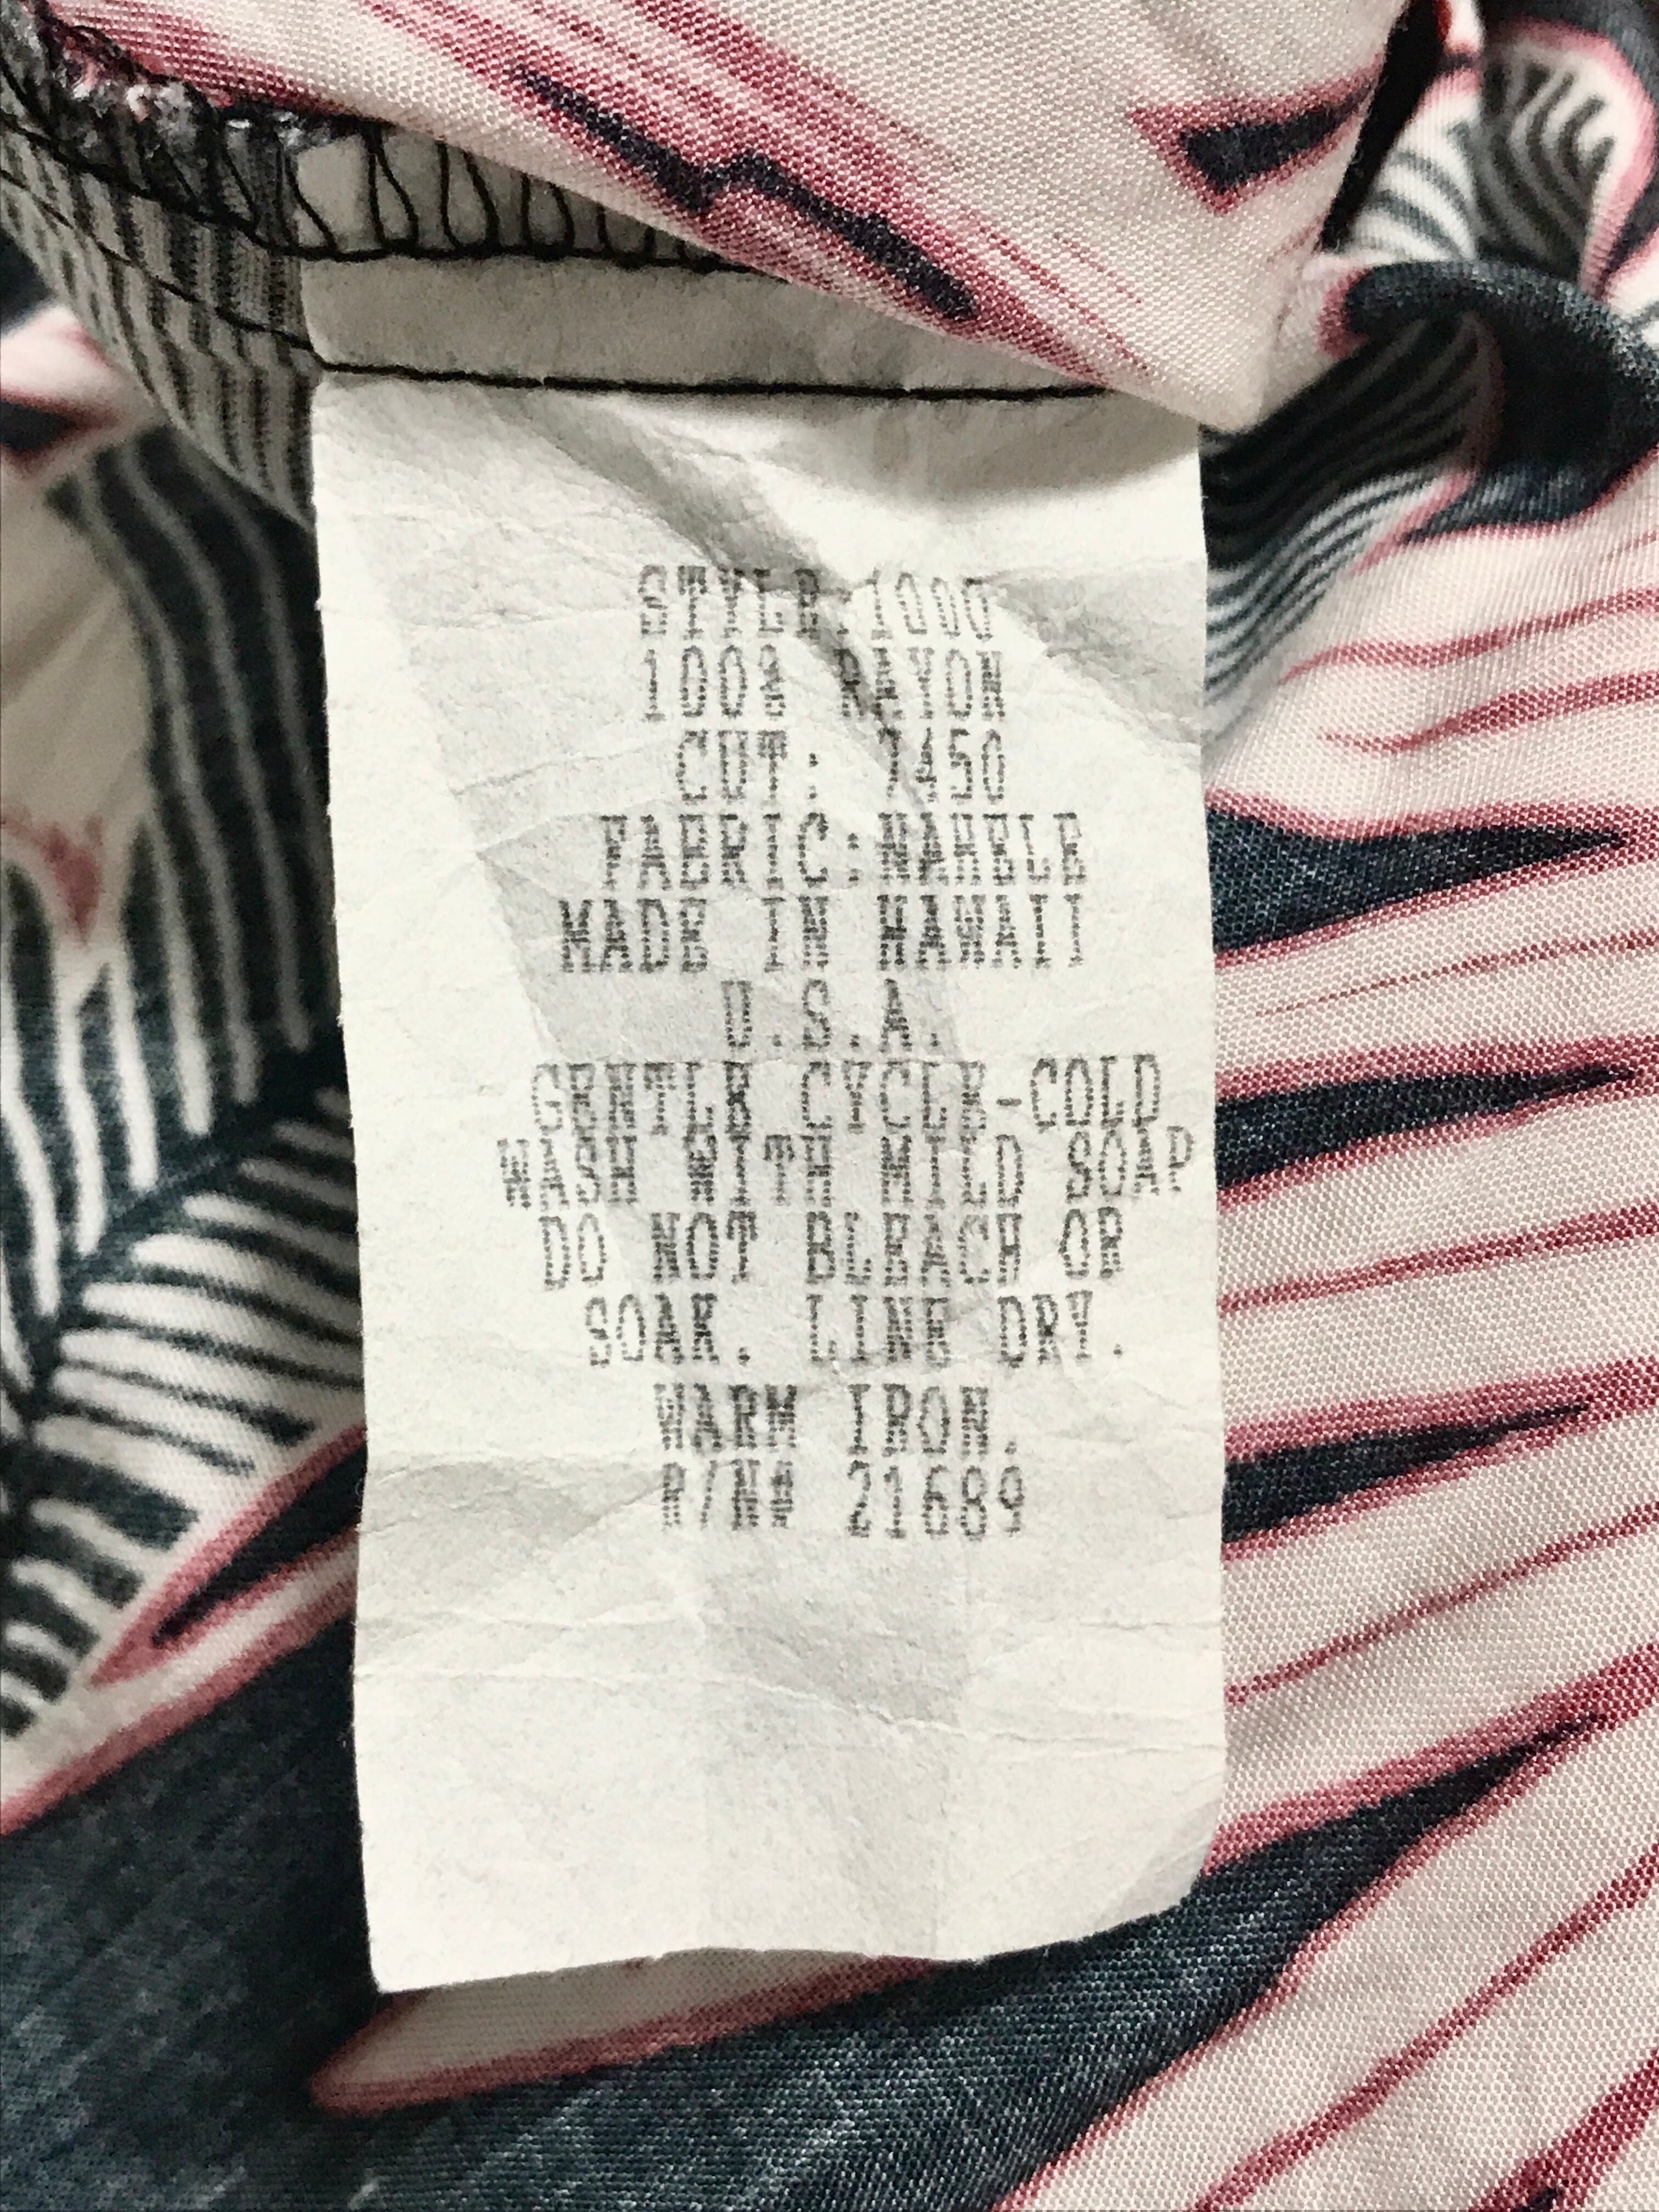 STYLE:1000
100% RAYON
CUT: 7450
FABRIC:MARBLE
MADE IN HAWAII
U.S.A.
GENTLE CYCLE-COLD
WASH WITH MILD SOAP
DO NOT BLEACH OR
SOAK. LINE DRY.
WARM IRON.
R/N# 21689